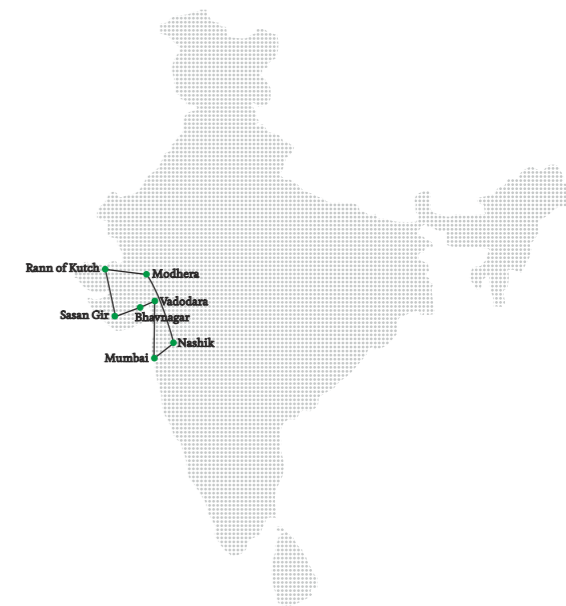 Rann of Kutch
Modhera
Vadodara
Sasan Gir
Bhavnagar
Nashik
Mumbai